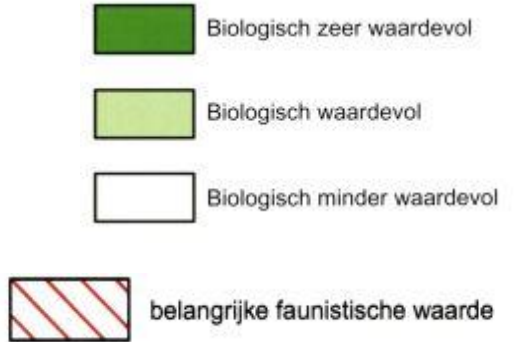 Biologisch zeer waardevol
Biologisch waardevol
Biologisch minder waardevol
belangrijke faunistische waarde